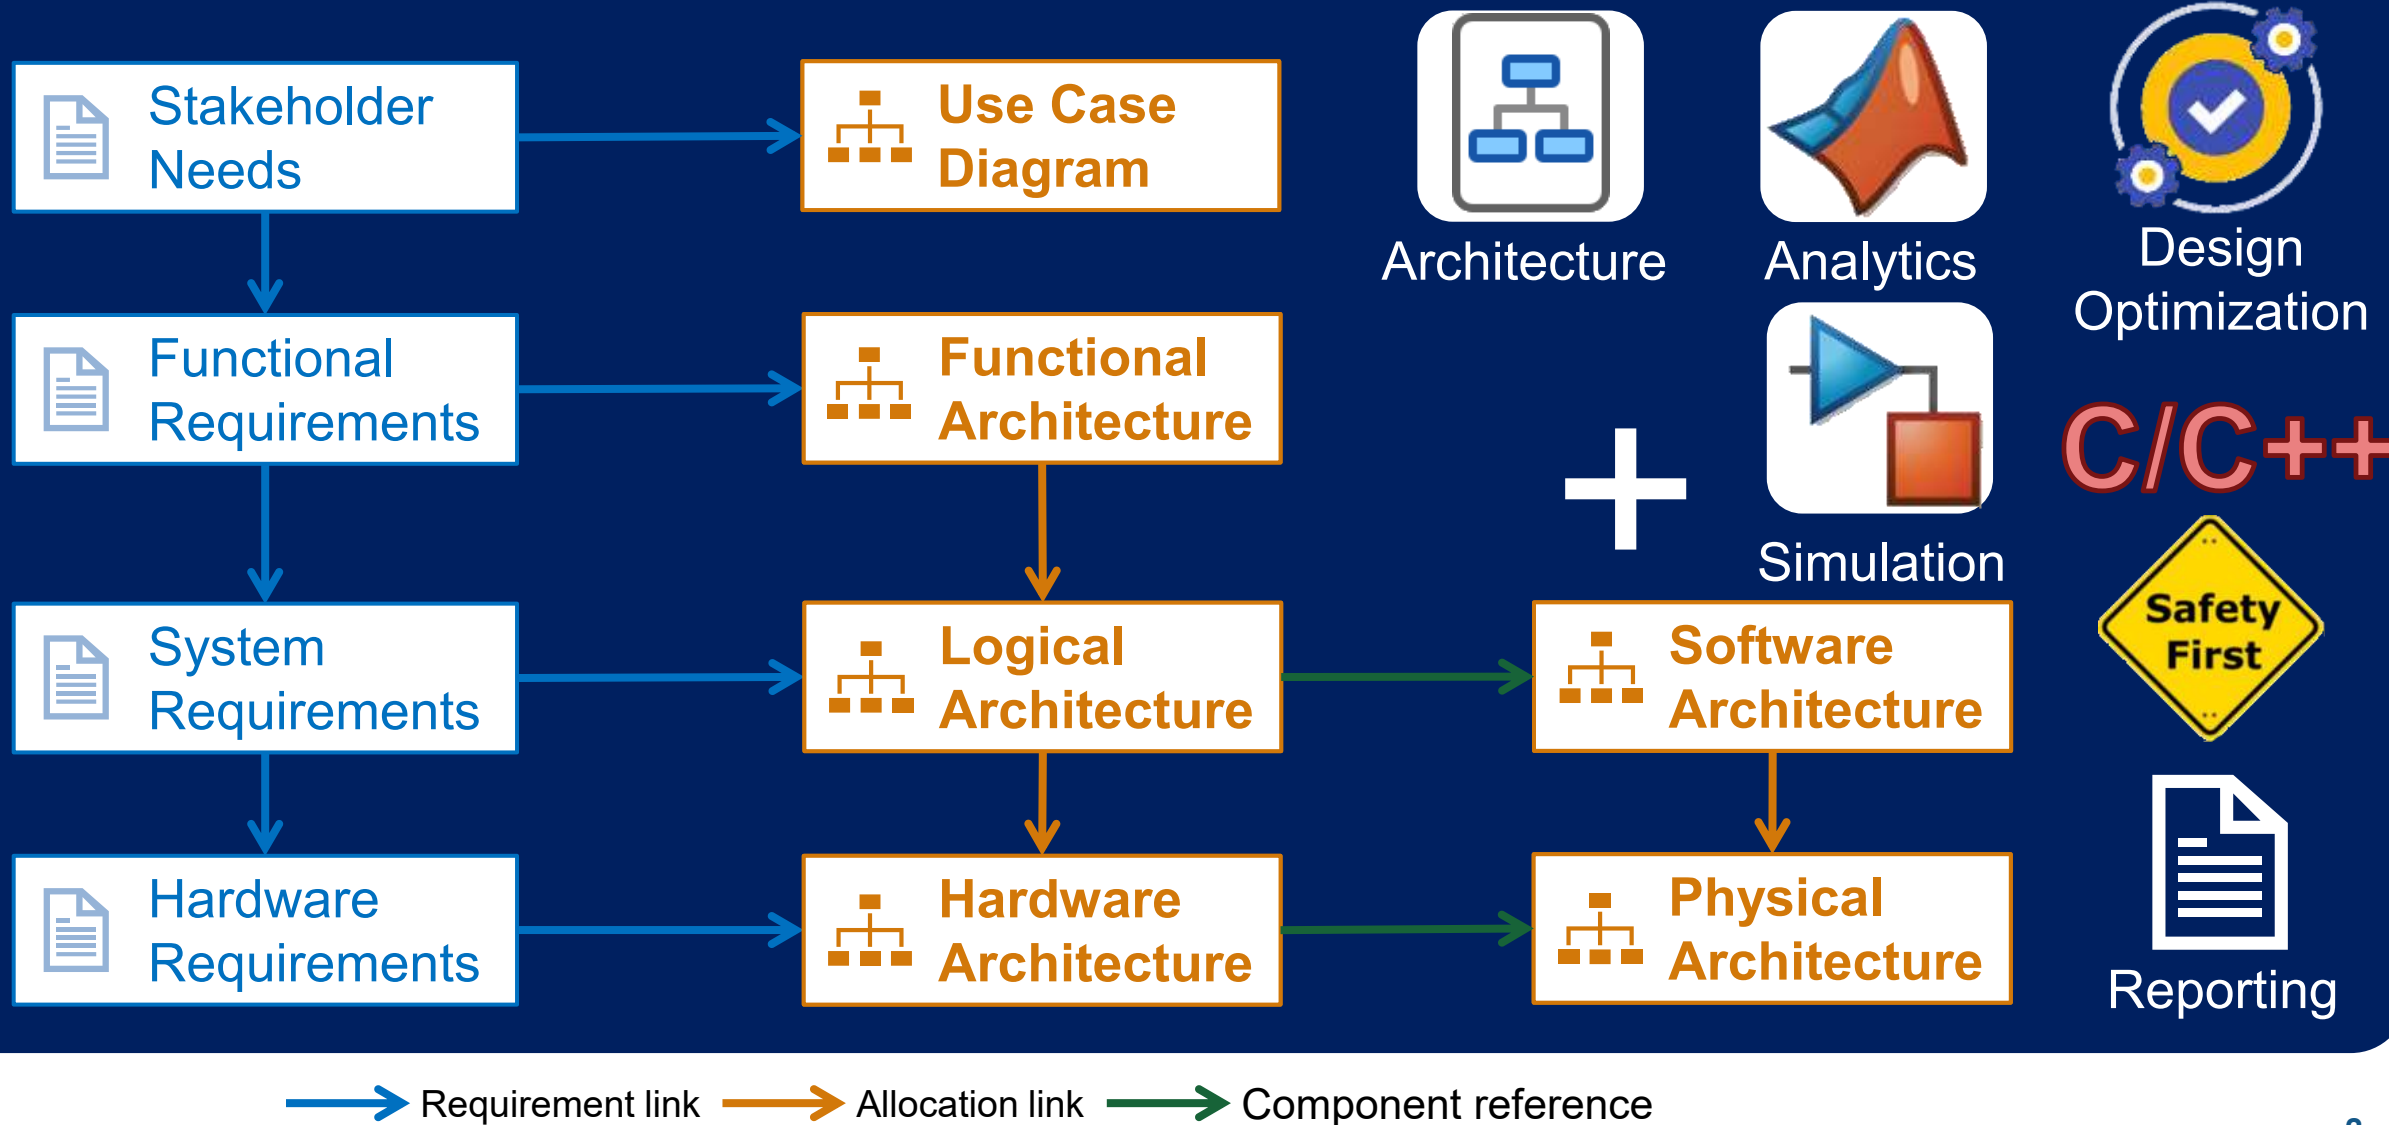 Stakeholder
Needs
Use Case
Diagram
Architecture
Analytics
Design
Optimization
Functional
Requirements
Functional
Architecture
+
Simulation
C/C++
Safety
First
System
Requirements
Logical
Architecture
Software
Architecture
Hardware
Requirements
Hardware
Architecture
Physical
Architecture
Reporting
Requirement link
Allocation link
Component reference